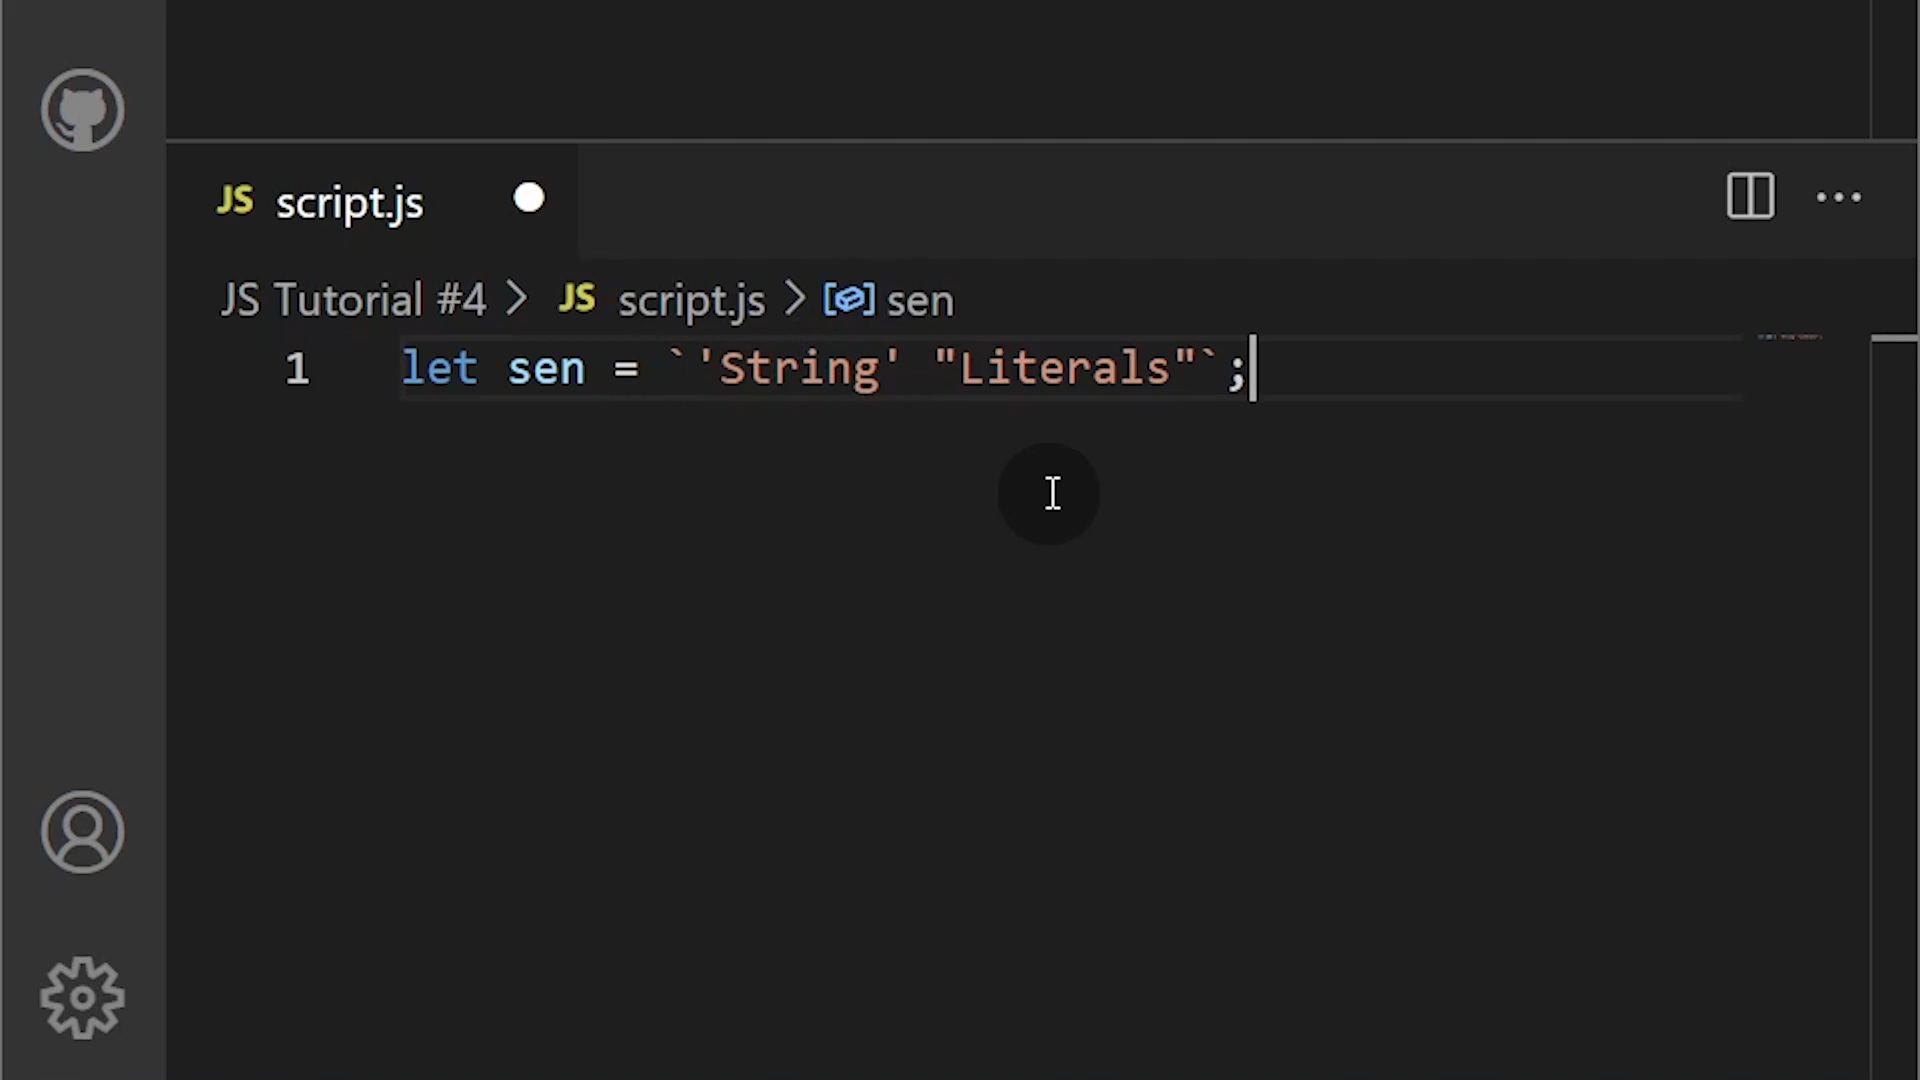 JS script.js
JS Tutorial #4 > JS script.js > sen
1 let sen = `'String' "Literals"`;